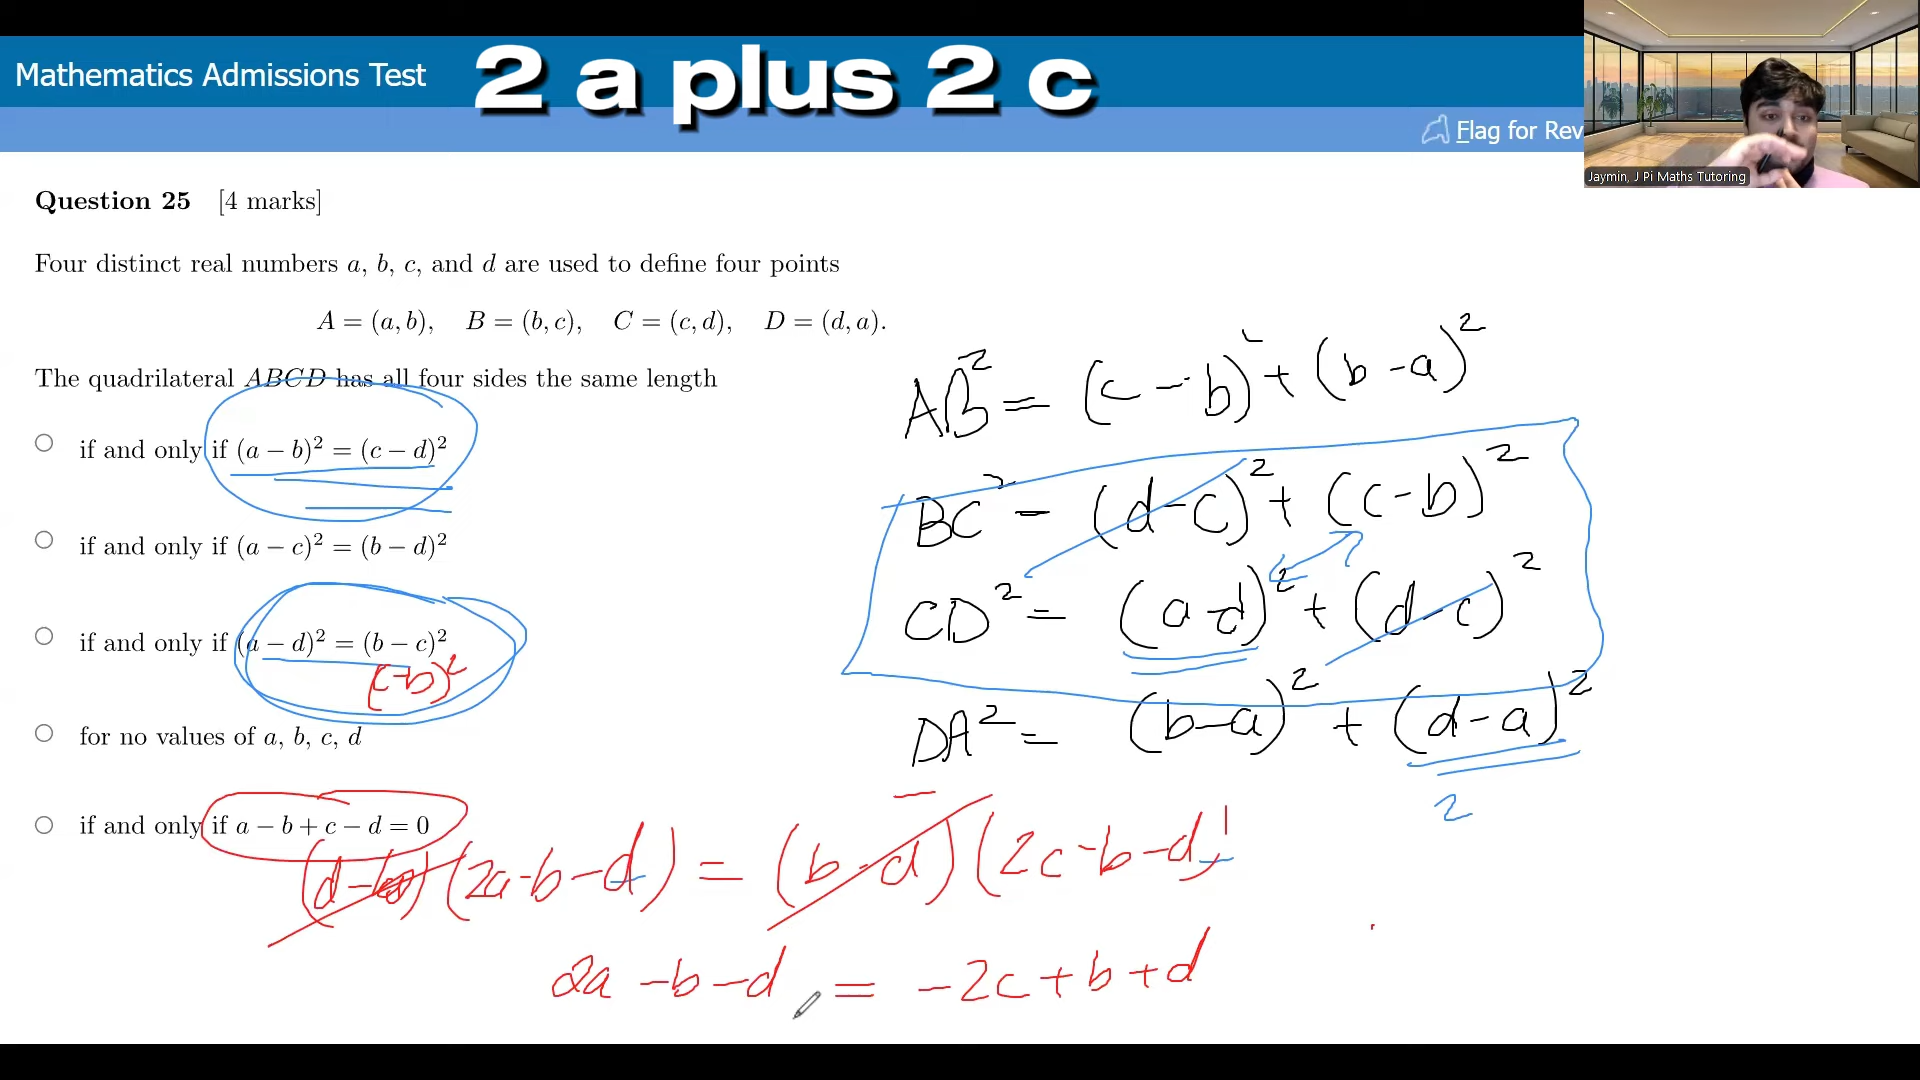 Mathematics Admissions Test
2 a plus 2 c
Flag for Rev
Jaymin, J Pi Maths Tutoring
Question 25 [4 marks]
Four distinct real numbers a, b, c, and d are used to define four points
A = (a, b), B = (b, c), C = (c, d), D = (d, a).
The quadrilateral ABCD has all four sides the same length
if and only if (a − b)² = (c − d)²
if and only if (a − c)² = (b − d)²
if and only if (a − d)² = (b − c)²
(c-b)²
for no values of a, b, c, d
if and only if a − b + c − d = 0
AB² = (c-b)² + (b-a)²
BC² = (d-c)² + (c-b)²
CD² = (a-d)² + (d-c)²
DA² = (b-a)² + (d-a)²
2
(2a-b-d) = (b-d)(2c-b-d)
2a-b-d = -2c+b+d